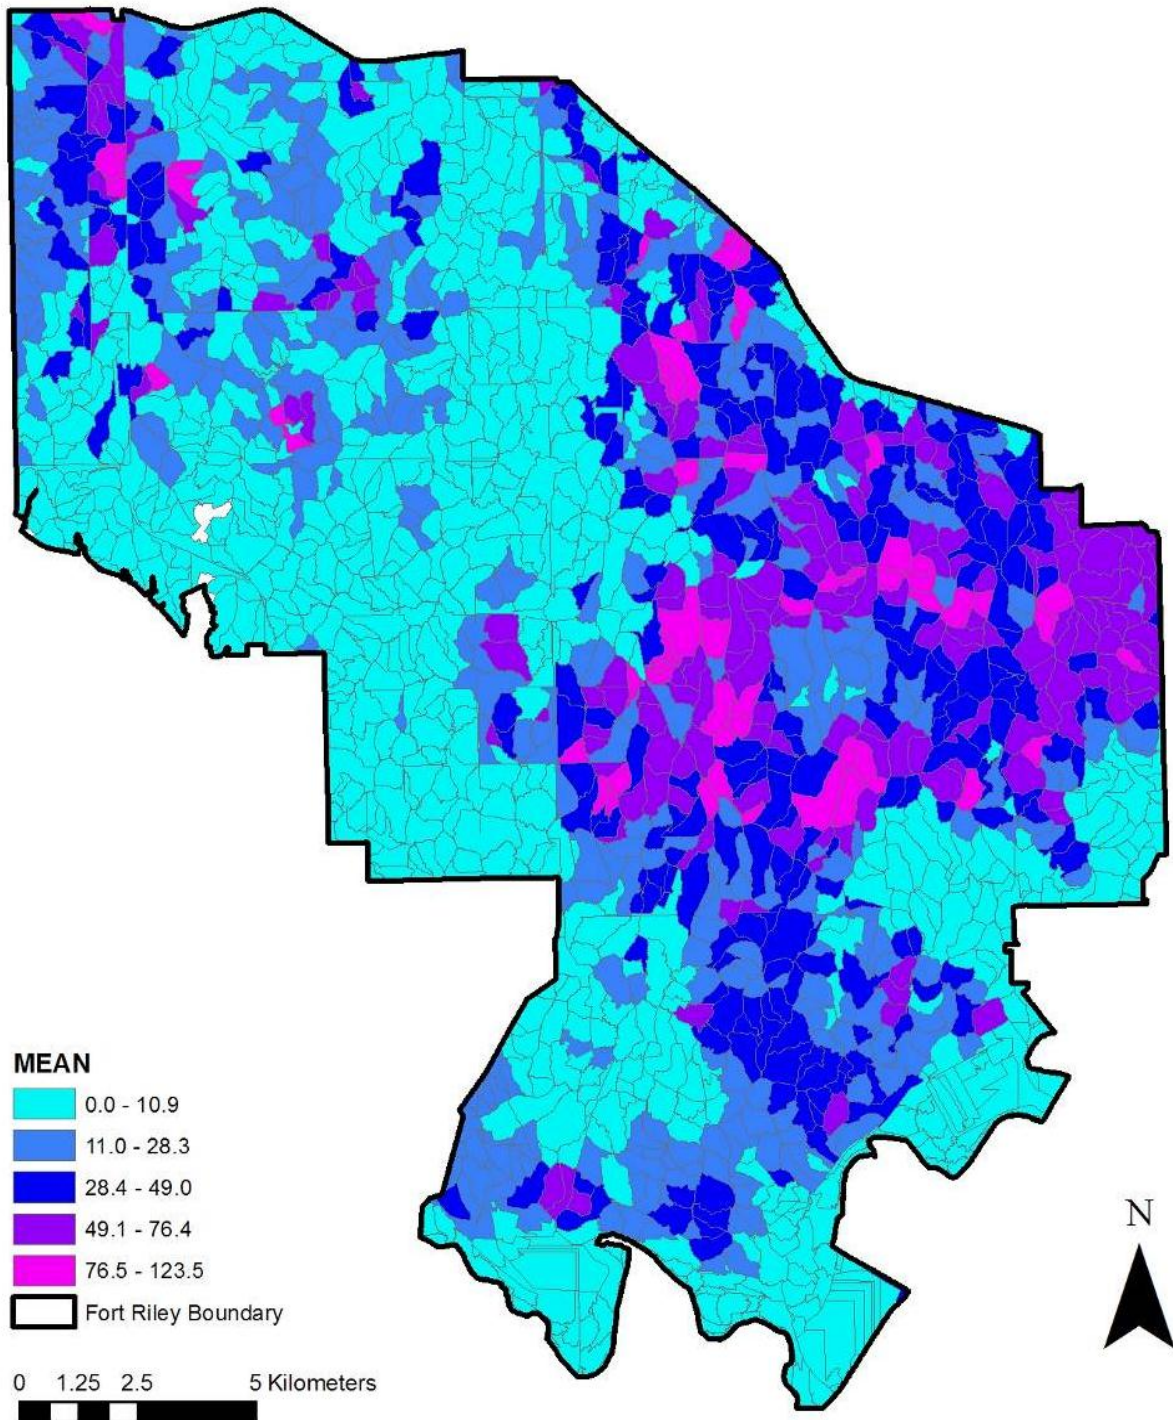 MEAN
0.0 - 10.9
11.0 - 28.3
28.4 - 49.0
49.1 - 76.4
76.5 - 123.5
Fort Riley Boundary
N
0 1.25 2.5 5 Kilometers